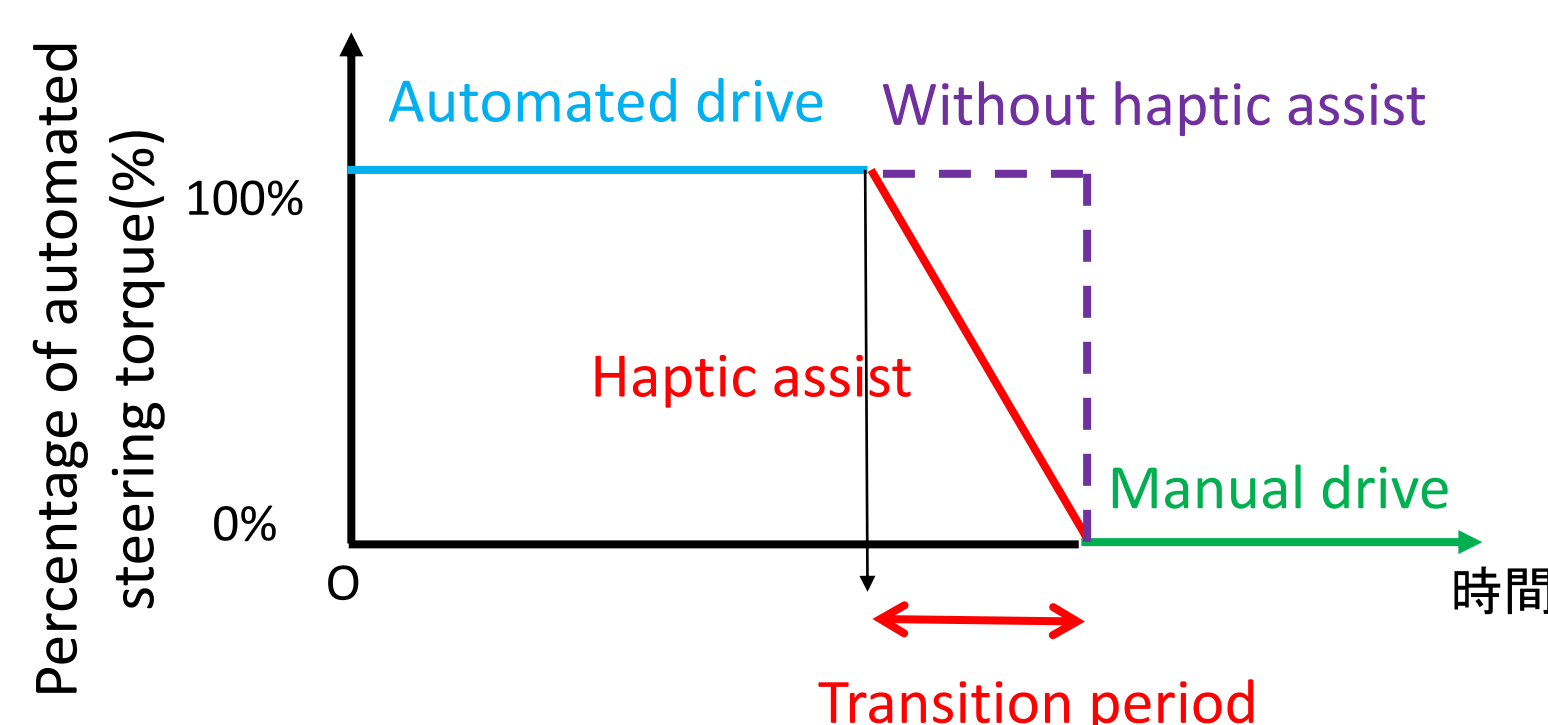 Percentage of automated
steering torque(%)
Automated drive
Without haptic assist
100%
Haptic assist
Manual drive
0%
O
時間
Transition period